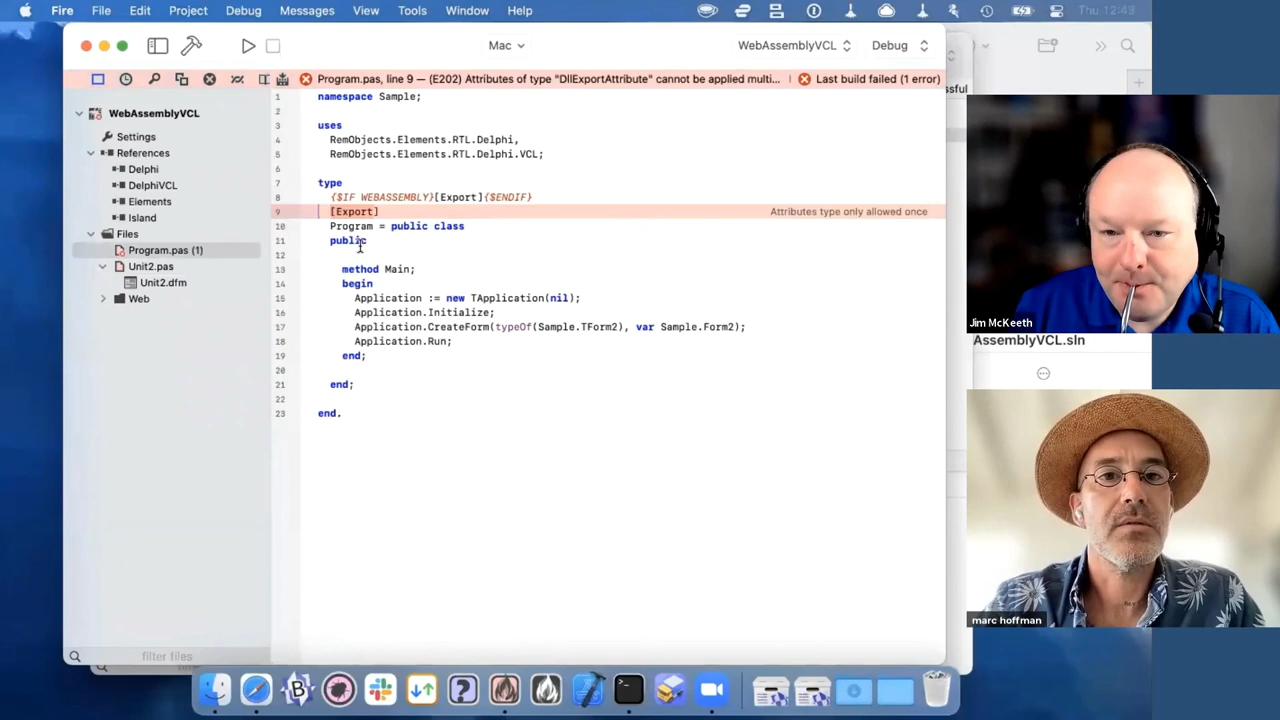 Fire File Edit Project Debug Messages View Tools Window Help Thu 12:43
Mac WebAssemblyVCL Debug
Program.pas, line 9 — (E202) Attributes of type "DllExportAttribute" cannot be applied multi... Last build failed (1 error)
WebAssemblyVCL
Settings
References
Delphi
DelphiVCL
Elements
Island
Files
Program.pas (1)
Unit2.pas
Unit2.dfm
Web
filter files
1 namespace Sample;
2
3 uses
4 RemObjects.Elements.RTL.Delphi,
5 RemObjects.Elements.RTL.Delphi.VCL;
6
7 type
8 {$IF WEBASSEMBLY}[Export]{$ENDIF}
9 [Export] Attributes type only allowed once
10 Program = public class
11 public
12
13 method Main;
14 begin
15 Application := new TApplication(nil);
16 Application.Initialize;
17 Application.CreateForm(typeOf(Sample.TForm2), var Sample.Form2);
18 Application.Run;
19 end;
20
21 end;
22
23 end.
ssful
Jim McKeeth
AssemblyVCL.sln
marc hoffman